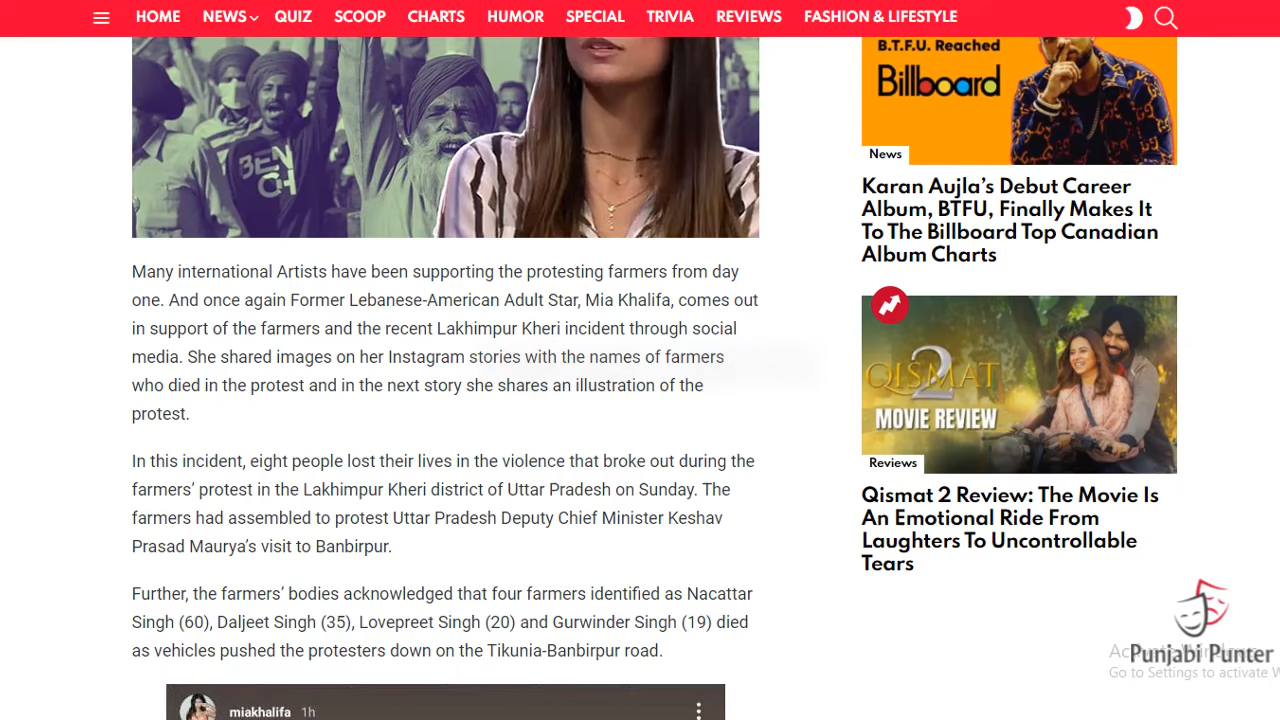 HOME NEWS QUIZ SCOOP CHARTS HUMOR SPECIAL TRIVIA REVIEWS FASHION & LIFESTYLE
Many international Artists have been supporting the protesting farmers from day
one. And once again Former Lebanese-American Adult Star, Mia Khalifa, comes out
in support of the farmers and the recent Lakhimpur Kheri incident through social
media. She shared images on her Instagram stories with the names of farmers
who died in the protest and in the next story she shares an illustration of the
protest.
In this incident, eight people lost their lives in the violence that broke out during the
farmers’ protest in the Lakhimpur Kheri district of Uttar Pradesh on Sunday. The
farmers had assembled to protest Uttar Pradesh Deputy Chief Minister Keshav
Prasad Maurya’s visit to Banbirpur.
Further, the farmers’ bodies acknowledged that four farmers identified as Nacattar
Singh (60), Daljeet Singh (35), Lovepreet Singh (20) and Gurwinder Singh (19) died
as vehicles pushed the protesters down on the Tikunia-Banbirpur road.
miakhalifa 1h
B.T.F.U. Reached
Billboard
News
Karan Aujla’s Debut Career
Album, BTFU, Finally Makes It
To The Billboard Top Canadian
Album Charts
QISMAT 2
MOVIE REVIEW
Reviews
Qismat 2 Review: The Movie Is
An Emotional Ride From
Laughters To Uncontrollable
Tears
Punjabi Punter
Go to Settings to activate W